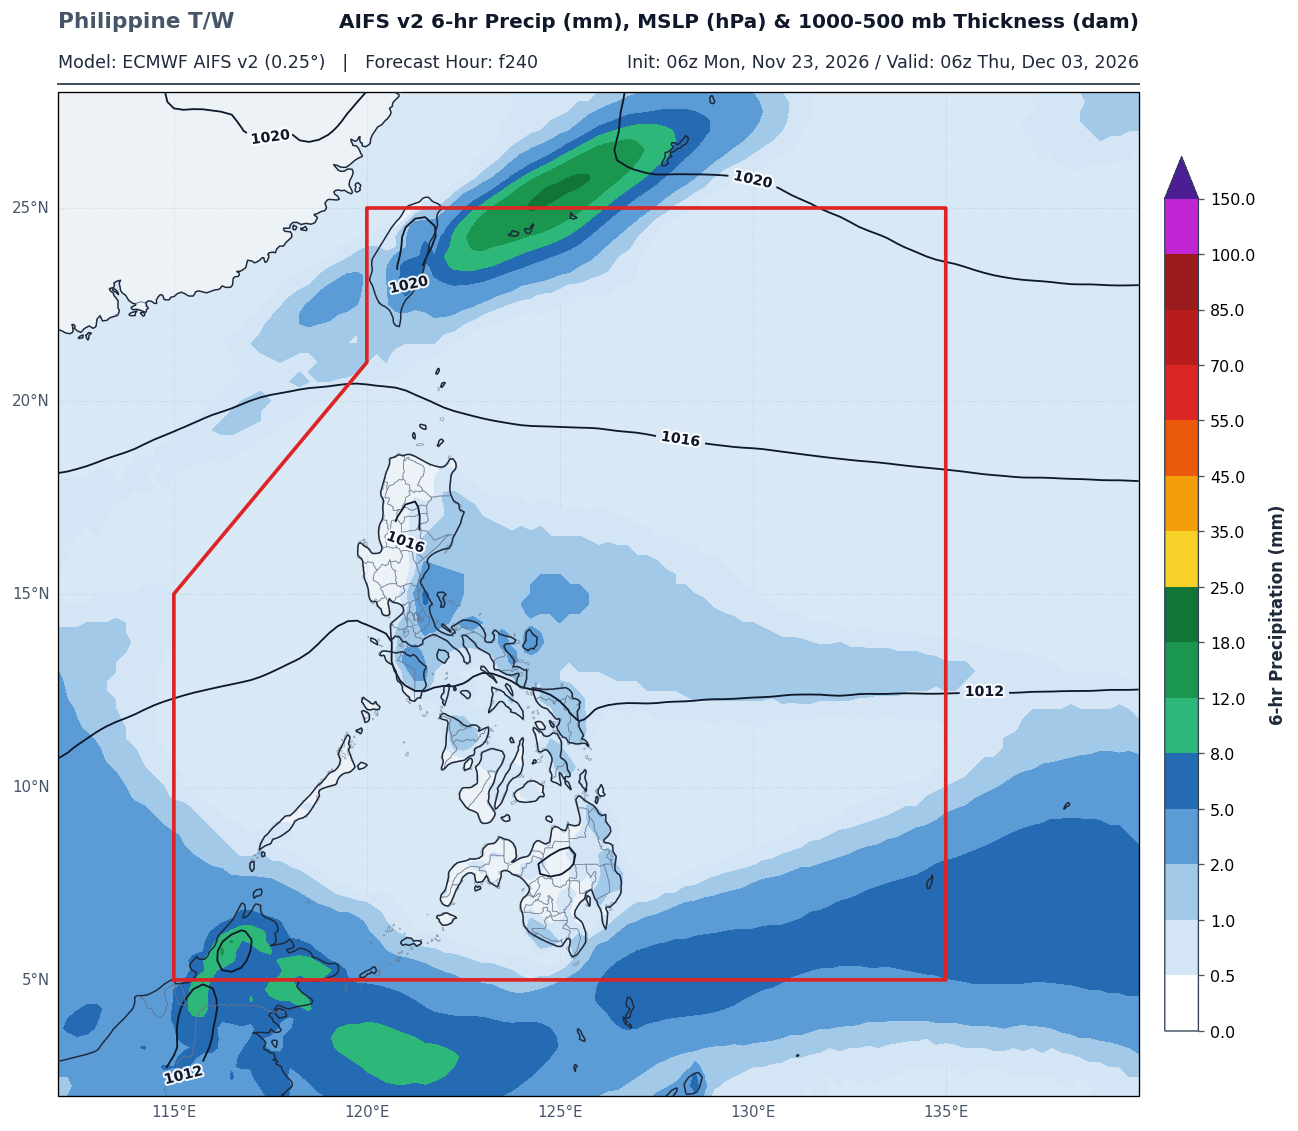 Philippine T/W
AIFS v2 6-hr Precip (mm), MSLP (hPa) & 1000-500 mb Thickness (dam)
Model: ECMWF AIFS v2 (0.25°) | Forecast Hour: f240
Init: 06z Mon, Nov 23, 2026 / Valid: 06z Thu, Dec 03, 2026
1020
1020
1020
1016
1016
1012
1012
25°N
20°N
15°N
10°N
5°N
115°E
120°E
125°E
130°E
135°E
150.0
100.0
85.0
70.0
55.0
45.0
35.0
25.0
18.0
12.0
8.0
5.0
2.0
1.0
0.5
0.0
6-hr Precipitation (mm)